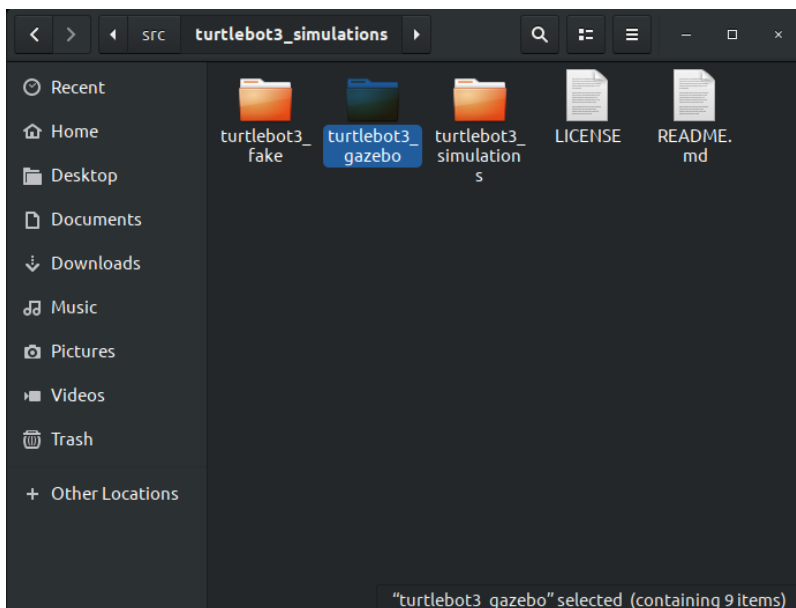 src turtlebot3_simulations
Recent
Home
Desktop
Documents
Downloads
Music
Pictures
Videos
Trash
+ Other Locations
turtlebot3_
fake
turtlebot3_
gazebo
turtlebot3_
simulation
s
LICENSE
README.
md
“turtlebot3_gazebo” selected (containing 9 items)